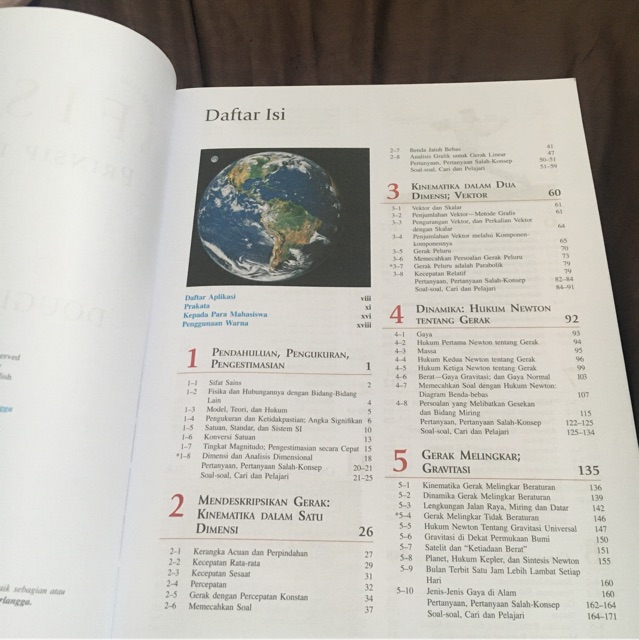 FIS
PRINSIP
DOUG
erved
lish
aik sebagian atau
rlangga.
Daftar Isi
Daftar Aplikasi viii
Prakata xi
Kepada Para Mahasiswa xvi
Penggunaan Warna xviii
1 PENDAHULUAN, PENGUKURAN,
PENGESTIMASIAN 1
1–1 Sifat Sains 2
1–2 Fisika dan Hubungannya dengan Bidang-Bidang
Lain 4
1–3 Model, Teori, dan Hukum 5
1–4 Pengukuran dan Ketidakpastian; Angka Signifikan 6
1–5 Satuan, Standar, dan Sistem SI 10
1–6 Konversi Satuan 13
1–7 Tingkat Magnitudo; Pengestimasian secara Cepat 15
*1–8 Dimensi dan Analisis Dimensional 18
Pertanyaan, Pertanyaan Salah-Konsep 20–21
Soal-soal, Cari dan Pelajari 21–25
2 MENDESKRIPSIKAN GERAK:
KINEMATIKA DALAM SATU
DIMENSI 26
2–1 Kerangka Acuan dan Perpindahan 27
2–2 Kecepatan Rata-rata 29
2–3 Kecepatan Sesaat 31
2–4 Percepatan 32
2–5 Gerak dengan Percepatan Konstan 34
2–6 Memecahkan Soal 37
2–7 Benda Jatuh Bebas 41
2–8 Analisis Grafik untuk Gerak Linear 47
Pertanyaan, Pertanyaan Salah-Konsep 50–51
Soal-soal, Cari dan Pelajari 51–59
3 KINEMATIKA DALAM DUA
DIMENSI; VEKTOR 60
3–1 Vektor dan Skalar 61
3–2 Penjumlahan Vektor—Metode Grafis 61
3–3 Pengurangan Vektor, dan Perkalian Vektor
dengan Skalar 64
3–4 Penjumlahan Vektor melalui Komponen-
komponennya 65
3–5 Gerak Peluru 70
3–6 Memecahkan Persoalan Gerak Peluru 73
*3–7 Gerak Peluru adalah Parabolik 79
3–8 Kecepatan Relatif 79
Pertanyaan, Pertanyaan Salah-Konsep 82–84
Soal-soal, Cari dan Pelajari 84–91
4 DINAMIKA: HUKUM NEWTON
TENTANG GERAK 92
4–1 Gaya 93
4–2 Hukum Pertama Newton tentang Gerak 94
4–3 Massa 95
4–4 Hukum Kedua Newton tentang Gerak 96
4–5 Hukum Ketiga Newton tentang Gerak 99
4–6 Berat—Gaya Gravitasi; dan Gaya Normal 103
4–7 Memecahkan Soal dengan Hukum Newton:
Diagram Benda-bebas 107
4–8 Persoalan yang Melibatkan Gesekan
dan Bidang Miring 115
Pertanyaan, Pertanyaan Salah-Konsep 122–125
Soal-soal, Cari dan Pelajari 125–134
5 GERAK MELINGKAR;
GRAVITASI 135
5–1 Kinematika Gerak Melingkar Beraturan 136
5–2 Dinamika Gerak Melingkar Beraturan 139
5–3 Lengkungan Jalan Raya, Miring dan Datar 142
*5–4 Gerak Melingkar Tidak Beraturan 146
5–5 Hukum Newton Tentang Gravitasi Universal 147
5–6 Gravitasi di Dekat Permukaan Bumi 150
5–7 Satelit dan "Ketiadaan Berat" 151
5–8 Planet, Hukum Kepler, dan Sintesis Newton 155
5–9 Bulan Terbit Satu Jam Lebih Lambat Setiap
Hari 160
5–10 Jenis-Jenis Gaya di Alam 160
Pertanyaan, Pertanyaan Salah-Konsep 162–164
Soal-soal, Cari dan Pelajari 164–171